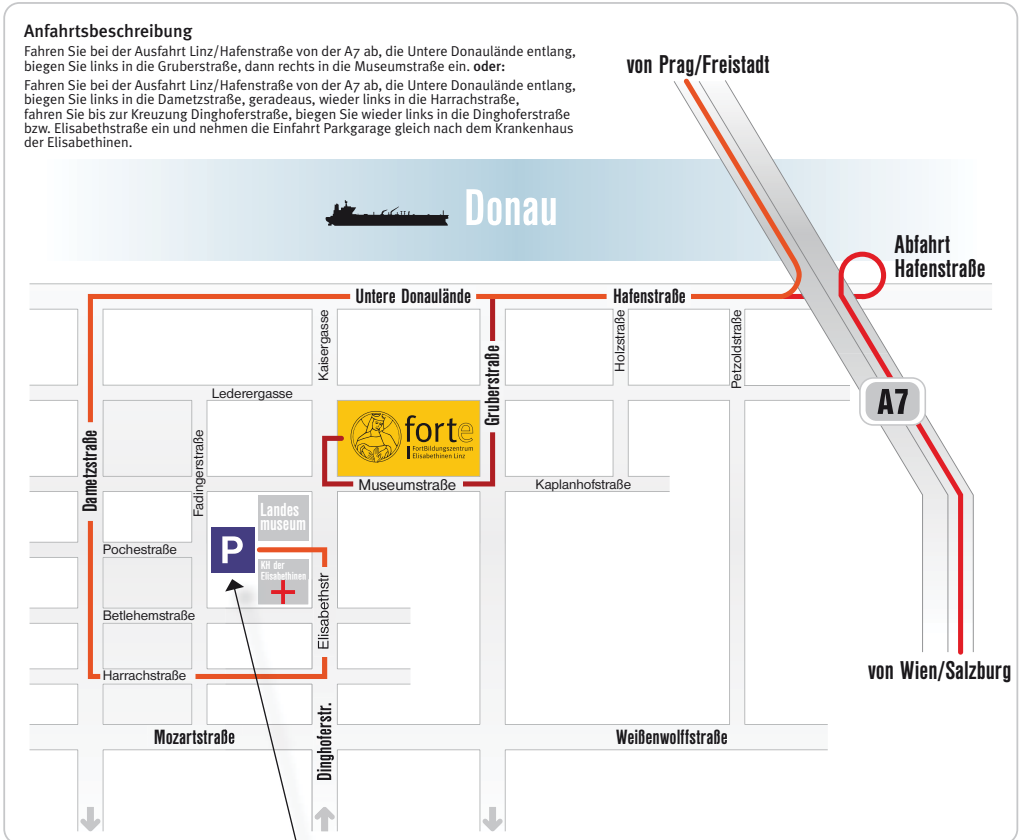 Anfahrtsbeschreibung
Fahren Sie bei der Ausfahrt Linz/Hafenstraße von der A7 ab, die Untere Donaulände entlang,
biegen Sie links in die Gruberstraße, dann rechts in die Museumstraße ein. oder:
Fahren Sie bei der Ausfahrt Linz/Hafenstraße von der A7 ab, die Untere Donaulände entlang,
biegen Sie links in die Dametzstraße, geradeaus, wieder links in die Harrachstraße,
fahren Sie bis zur Kreuzung Dinghoferstraße, biegen Sie wieder links in die Dinghoferstraße
bzw. Elisabethstraße ein und nehmen die Einfahrt Parkgarage gleich nach dem Krankenhaus
der Elisabethinen.
von Prag/Freistadt
Donau
Abfahrt
Hafenstraße
Untere Donaulände
Hafenstraße
Kaisergasse
Gruberstraße
Holzstraße
Petzoldstraße
Lederergasse
A7
Dametzstraße
Fadingerstraße
forte
FortBildungszentrum
Elisabethinen Linz
Museumstraße
Kaplanhofstraße
Landes
museum
P
Pochestraße
KH der
Elisabethinen
Elisabethstr
Betlehemstraße
Harrachstraße
von Wien/Salzburg
Dinghoferstr.
Mozartstraße
Weißenwolffstraße